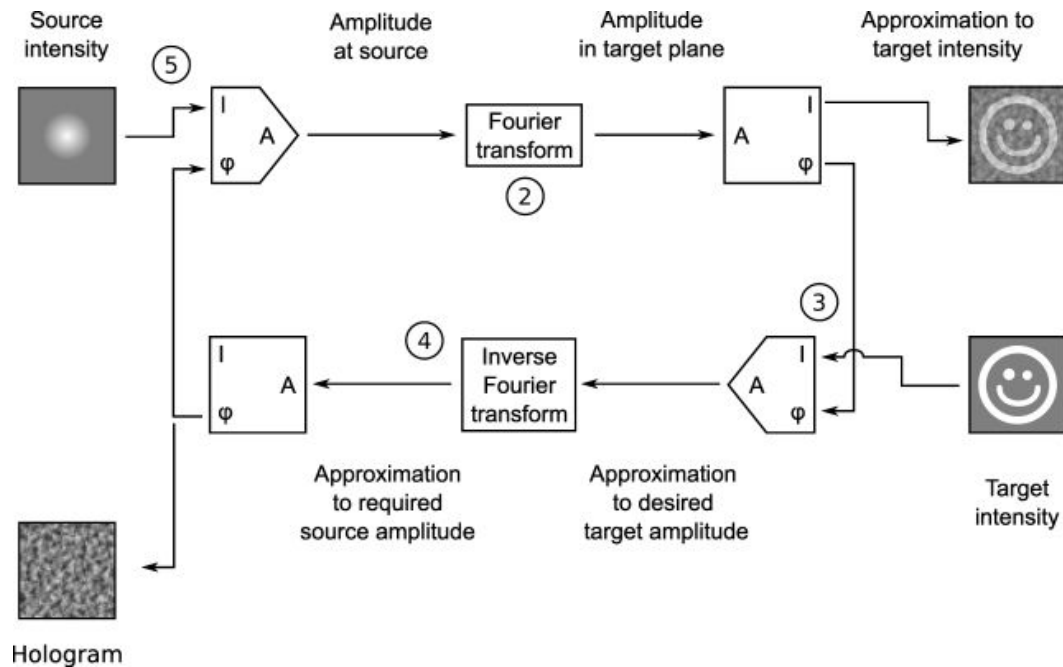 Source
intensity
Amplitude
at source
Amplitude
in target plane
Approximation to
target intensity
5
I
A
φ
Fourier
transform
2
A
I
φ
3
I
A
φ
4
Inverse
Fourier
transform
I
A
φ
Approximation
to required
source amplitude
Approximation
to desired
target amplitude
Target
intensity
Hologram